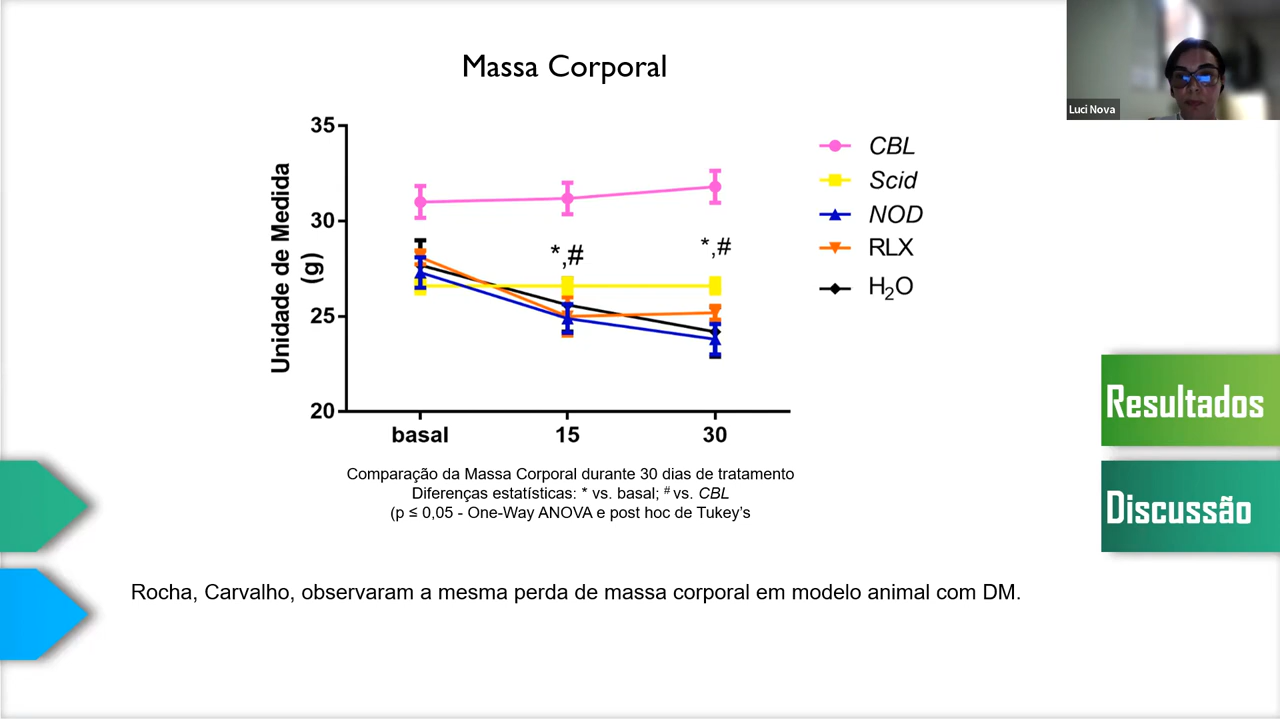 Massa Corporal
Luci Nova
35
30
25
20
Unidade de Medida
(g)
*,#
*,#
basal
15
30
CBL
Scid
NOD
RLX
H₂O
Comparação da Massa Corporal durante 30 dias de tratamento
Diferenças estatísticas: * vs. basal; # vs. CBL
(p ≤ 0,05 - One-Way ANOVA e post hoc de Tukey’s
Resultados
Discussão
Rocha, Carvalho, observaram a mesma perda de massa corporal em modelo animal com DM.